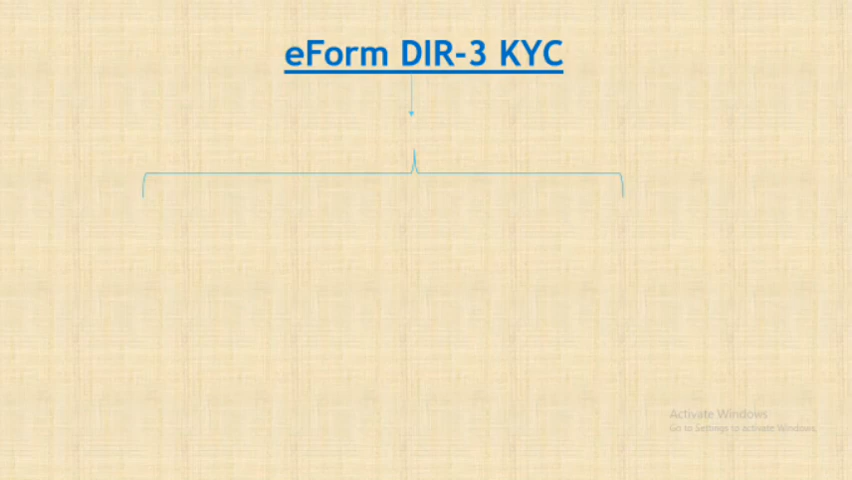 eForm DIR-3 KYC
Activate Windows
Go to Settings to activate Windows.